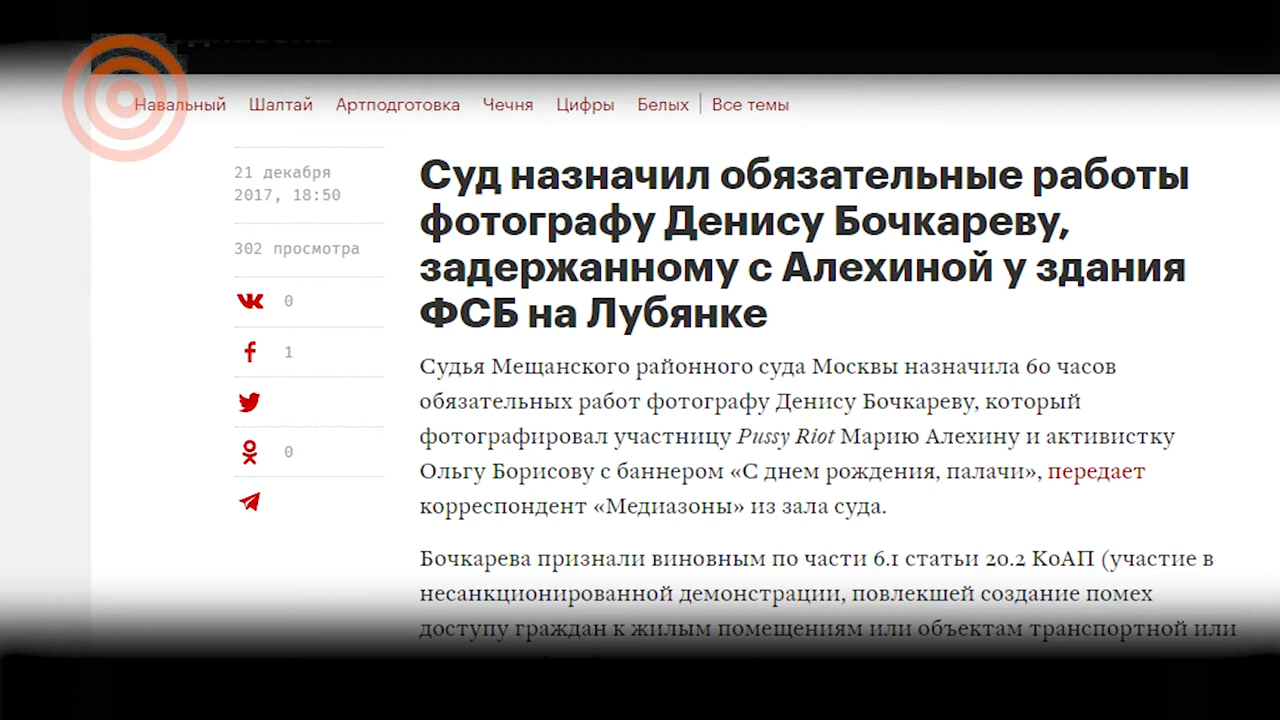 Навальный Шалтай Артподготовка Чечня Цифры Белых | Все темы
21 декабря
2017, 18:50
302 просмотра
0
1
0
Суд назначил обязательные работы
фотографу Денису Бочкареву,
задержанному с Алехиной у здания
ФСБ на Лубянке
Судья Мещанского районного суда Москвы назначила 60 часов
обязательных работ фотографу Денису Бочкареву, который
фотографировал участницу Pussy Riot Марию Алехину и активистку
Ольгу Борисову с баннером «С днем рождения, палачи», передает
корреспондент «Медиазоны» из зала суда.
Бочкарева признали виновным по части 6.1 статьи 20.2 КоАП (участие в
несанкционированной демонстрации, повлекшей создание помех
доступу граждан к жилым помещениям или объектам транспортной или